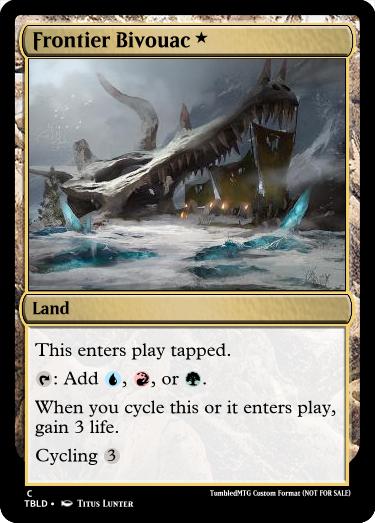 Frontier Bivouac ★
Land
This enters play tapped.
: Add , , or .
When you cycle this or it enters play,
gain 3 life.
Cycling 3
C
TBLD • Titus Lunter
TumbledMTG Custom Format (NOT FOR SALE)